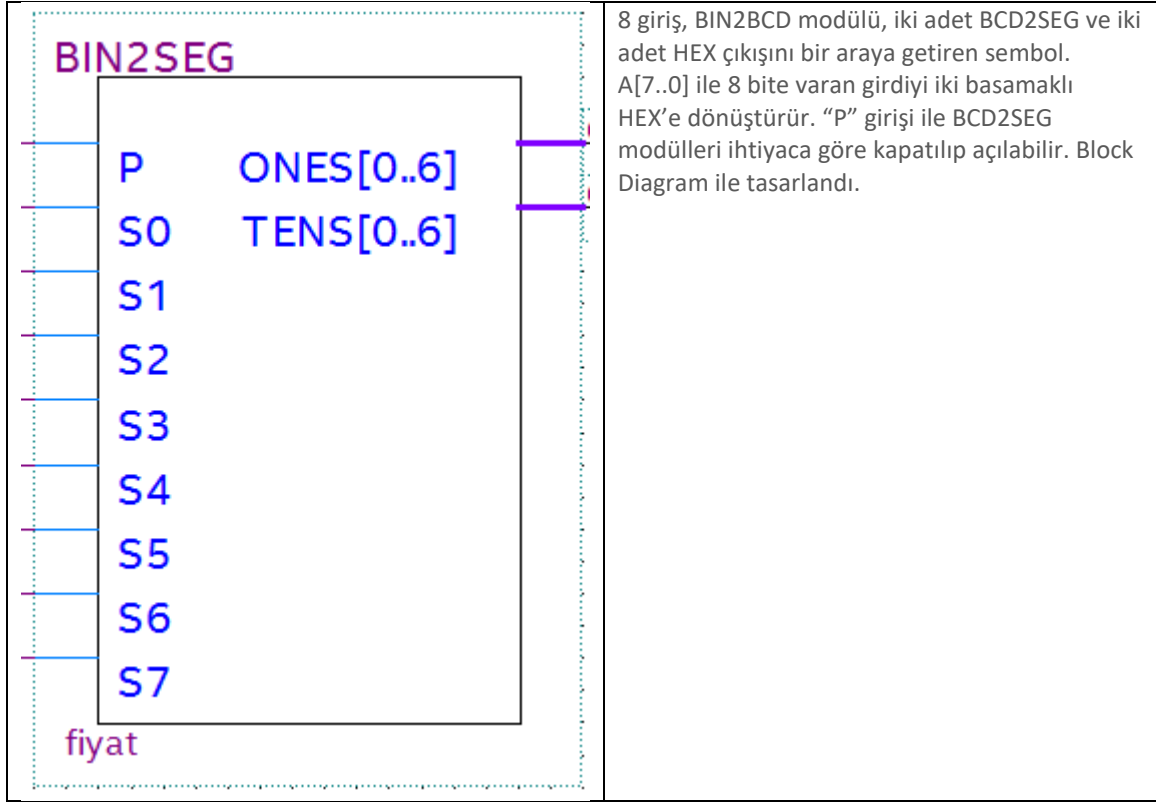 BIN2SEG
P ONES[0..6]
S0 TENS[0..6]
S1
S2
S3
S4
S5
S6
S7
fiyat
8 giriş, BIN2BCD modülü, iki adet BCD2SEG ve iki
adet HEX çıkışını bir araya getiren sembol.
A[7..0] ile 8 bite varan girdiyi iki basamaklı
HEX’e dönüştürür. “P” girişi ile BCD2SEG
modülleri ihtiyaca göre kapatılıp açılabilir. Block
Diagram ile tasarlandı.